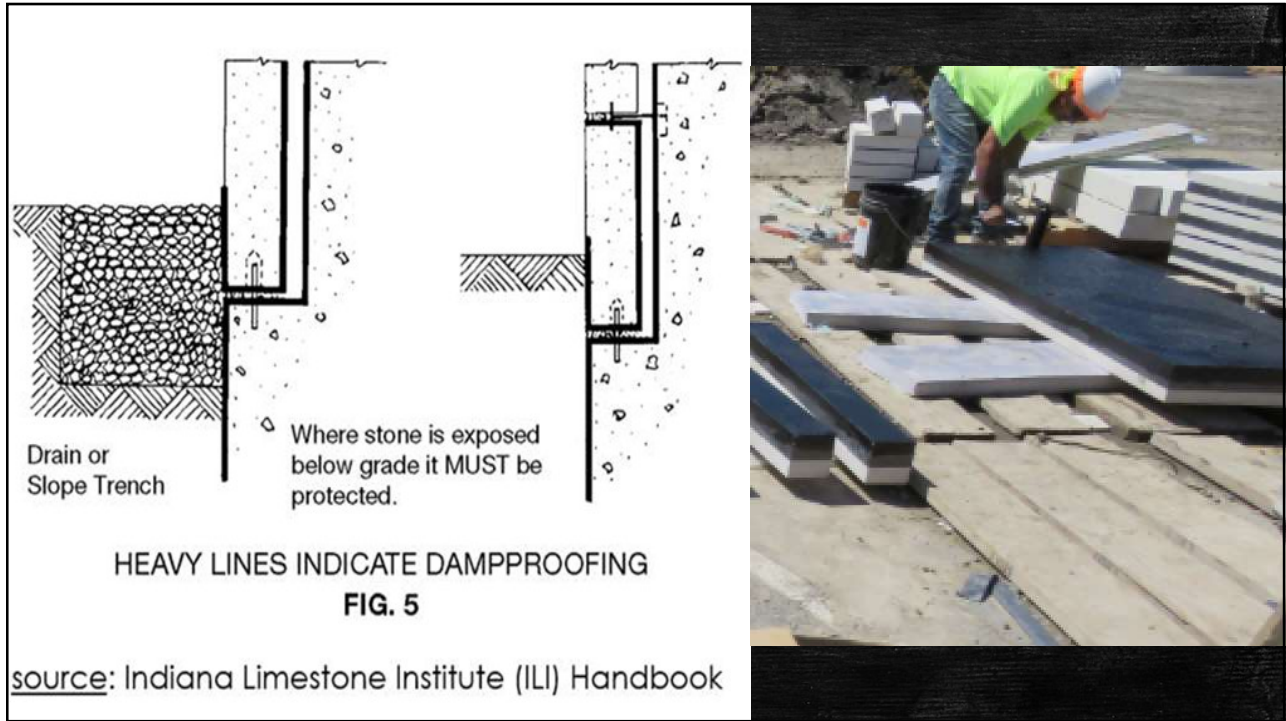 Drain or
Slope Trench
Where stone is exposed
below grade it MUST be
protected.
HEAVY LINES INDICATE DAMPPROOFING
FIG. 5
source: Indiana Limestone Institute (ILI) Handbook